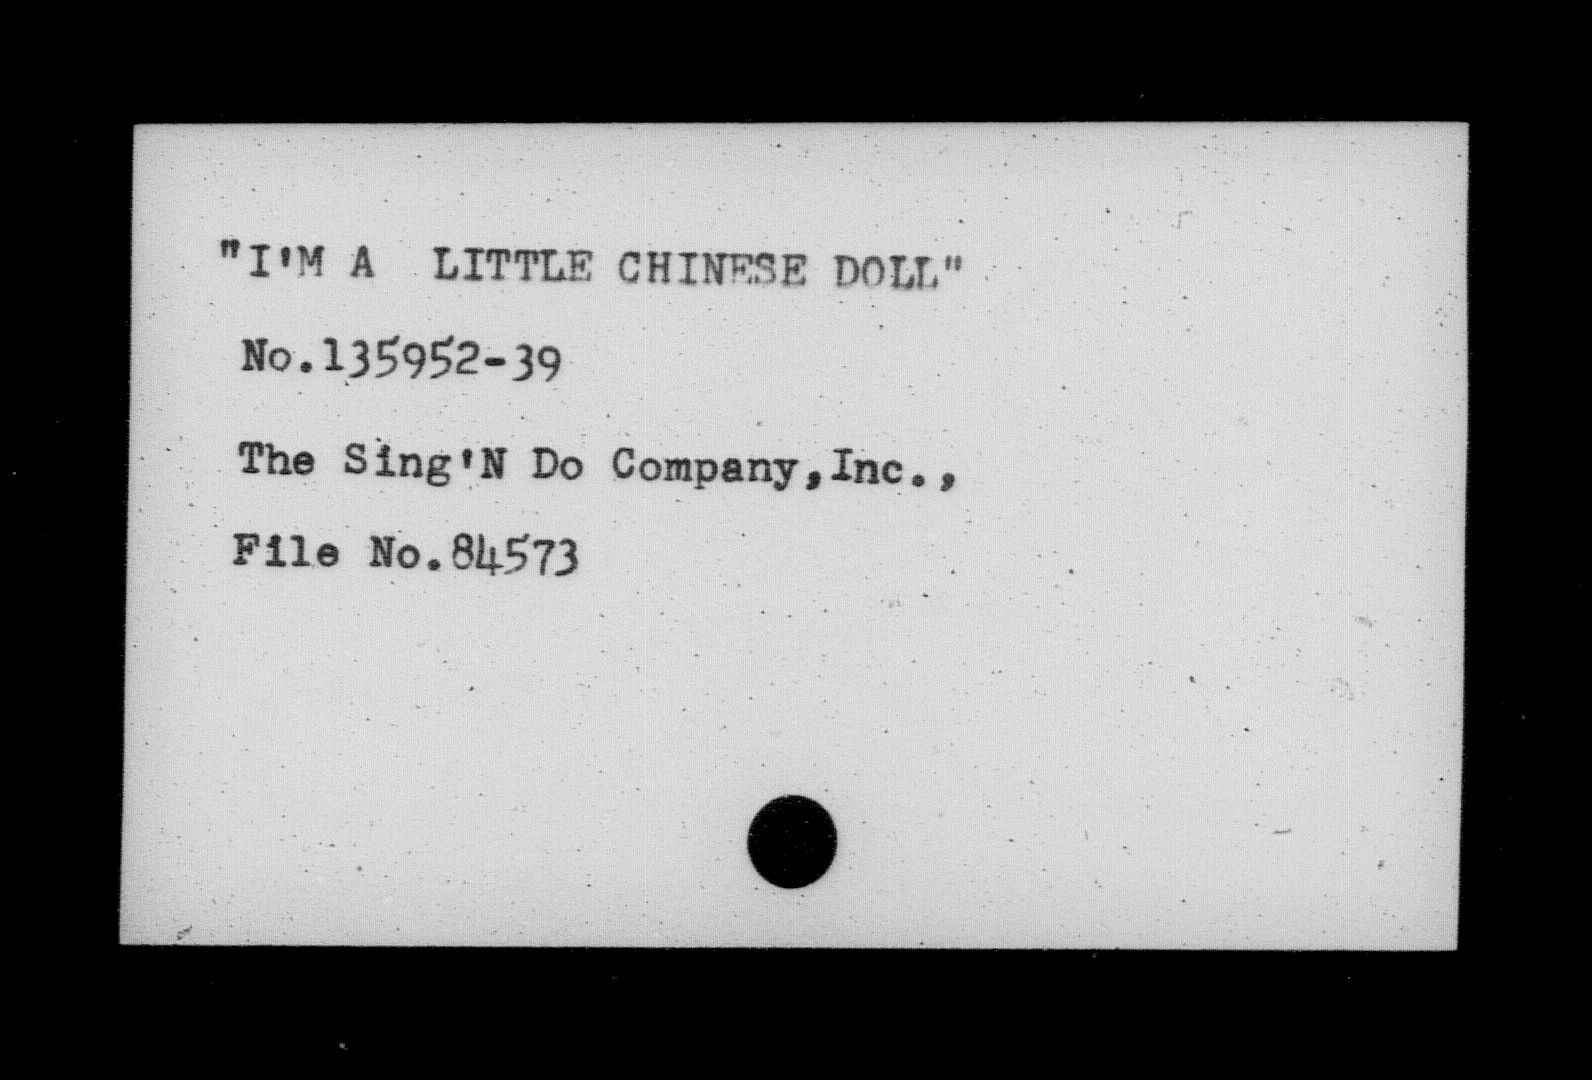 "I'M A LITTLE CHINESE DOLL"
No.135952-39
The Sing'N Do Company,Inc.,
File No.84573